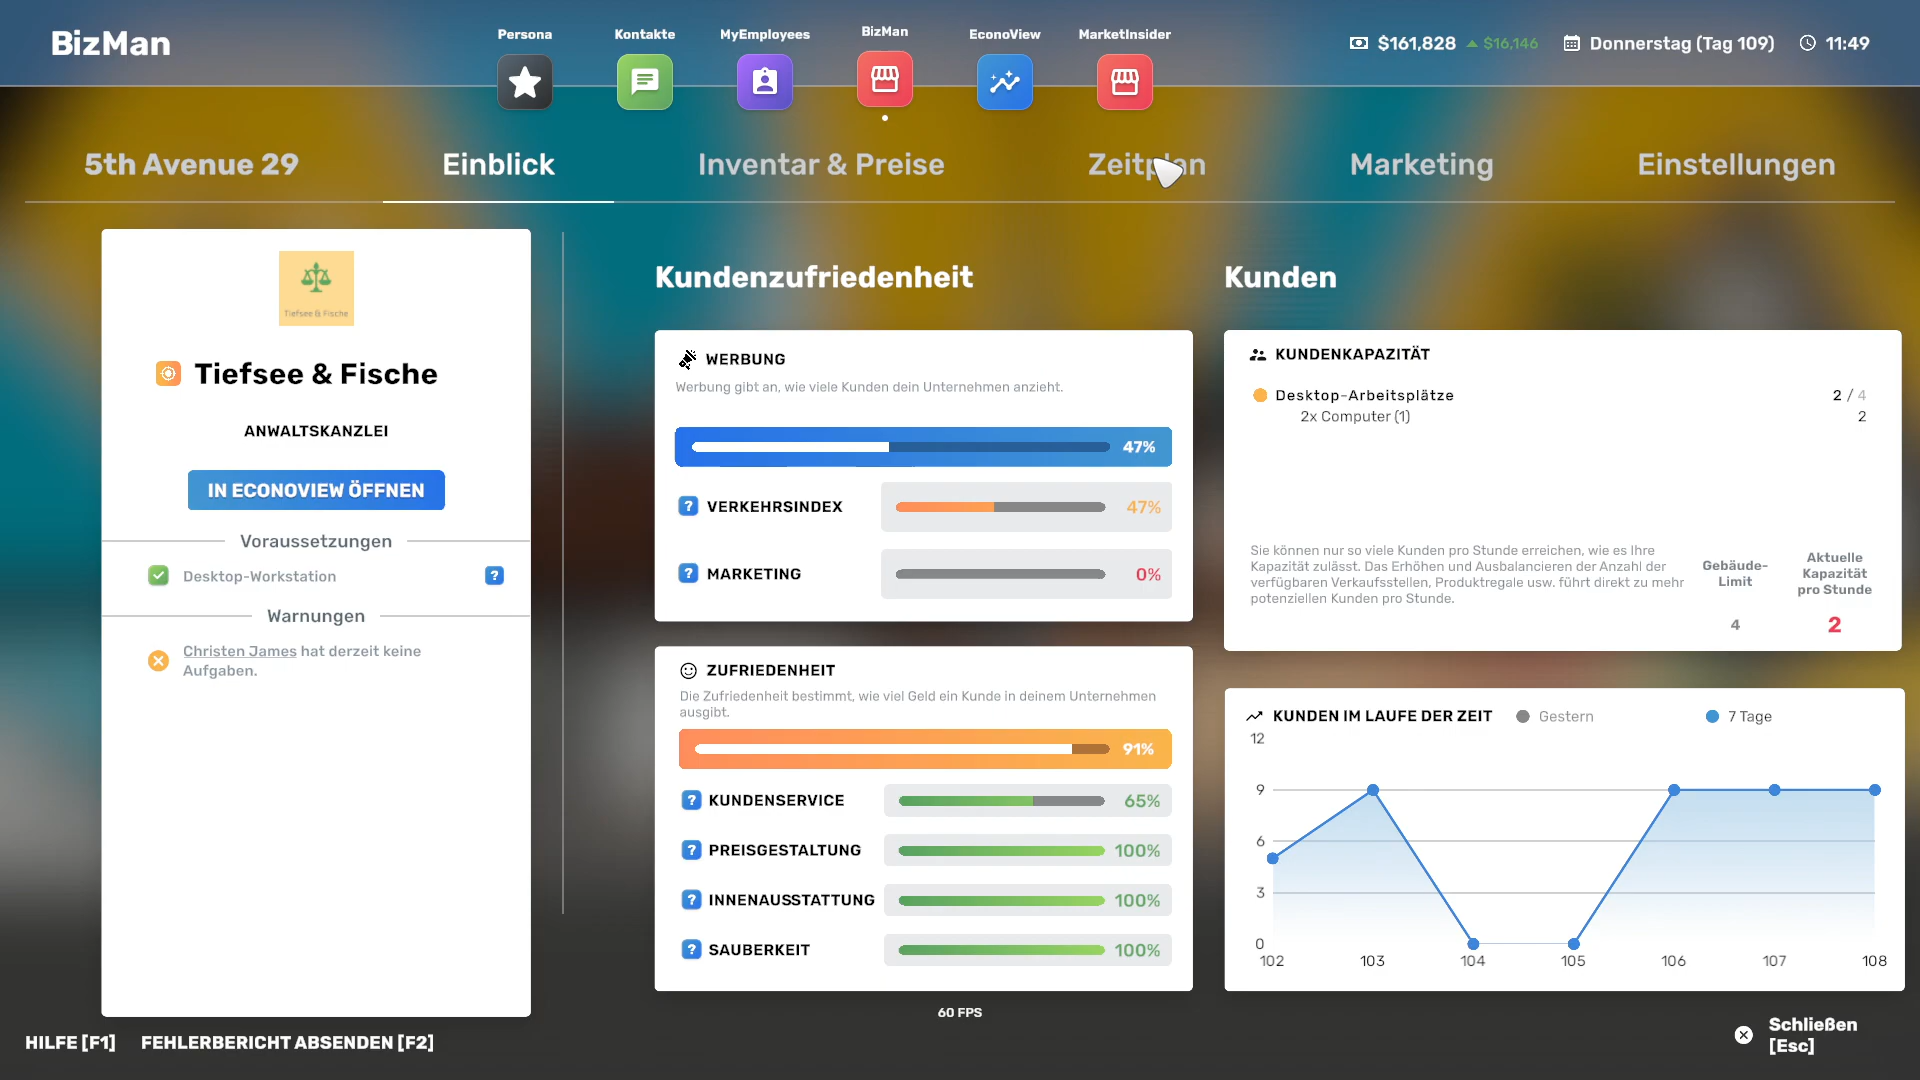 BizMan
Persona
Kontakte
MyEmployees
BizMan
EconoView
MarketInsider
$161,828
$16,146
Donnerstag (Tag 109)
11:49
5th Avenue 29
Einblick
Inventar & Preise
Zeitplan
Marketing
Einstellungen
Tiefsee & Fische
Tiefsee & Fische
ANWALTSKANZLEI
IN ECONOVIEW ÖFFNEN
Voraussetzungen
Desktop-Workstation
?
Warnungen
Christen James hat derzeit keine
Aufgaben.
Kundenzufriedenheit
WERBUNG
Werbung gibt an, wie viele Kunden dein Unternehmen anzieht.
47%
? VERKEHRSINDEX 47%
? MARKETING 0%
ZUFRIEDENHEIT
Die Zufriedenheit bestimmt, wie viel Geld ein Kunde in deinem Unternehmen
ausgibt.
91%
? KUNDENSERVICE 65%
? PREISGESTALTUNG 100%
? INNENAUSSTATTUNG 100%
? SAUBERKEIT 100%
Kunden
KUNDENKAPAZITÄT
Desktop-Arbeitsplätze 2 / 4
2x Computer (1) 2
Sie können nur so viele Kunden pro Stunde erreichen, wie es Ihre
Kapazität zulässt. Das Erhöhen und Ausbalancieren der Anzahl der
verfügbaren Verkaufsstellen, Produktregale usw. führt direkt zu mehr
potenziellen Kunden pro Stunde.
Gebäude-
Limit
4
Aktuelle
Kapazität
pro Stunde
2
KUNDEN IM LAUFE DER ZEIT
Gestern
7 Tage
12
9
6
3
0
102 103 104 105 106 107 108
60 FPS
HILFE [F1]
FEHLERBERICHT ABSENDEN [F2]
Schließen
[Esc]